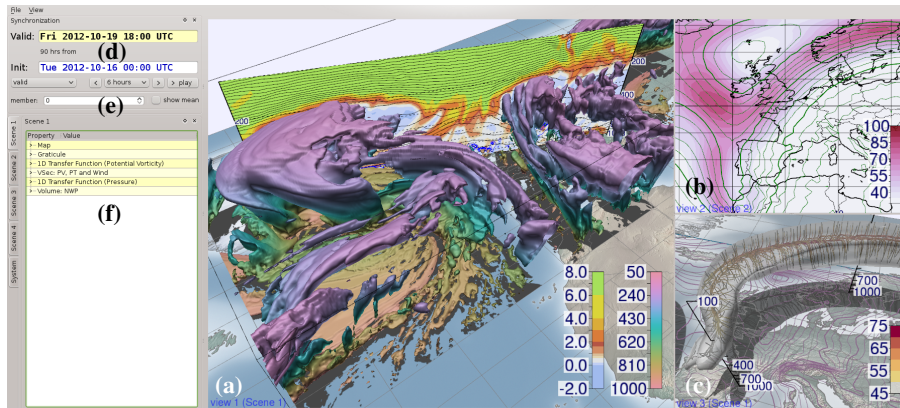 File View
Synchronization
Valid: Fri 2012-10-19 18:00 UTC
90 hrs from
(d)
Init: Tue 2012-10-16 00:00 UTC
valid < 6 hours > > play
(e)
member: 0 show mean
Scene 1
Scene 1
Scene 2
Scene 3
Scene 4
System
Property Value
Map
Graticule
1D Transfer Function (Potential Vorticity)
VSec: PV, PT and Wind
1D Transfer Function (Pressure)
Volume: NWP
(f)
200
200
400
8.0
6.0
4.0
2.0
1.0
0.0
-2.0
50
240
430
620
810
1000
(a)
view 1 (Scene 1)
100
85
70
55
40
(b)
view 2 (Scene 2)
100
700
1000
400
700
1000
75
65
55
45
(c)
view 3 (Scene 1)